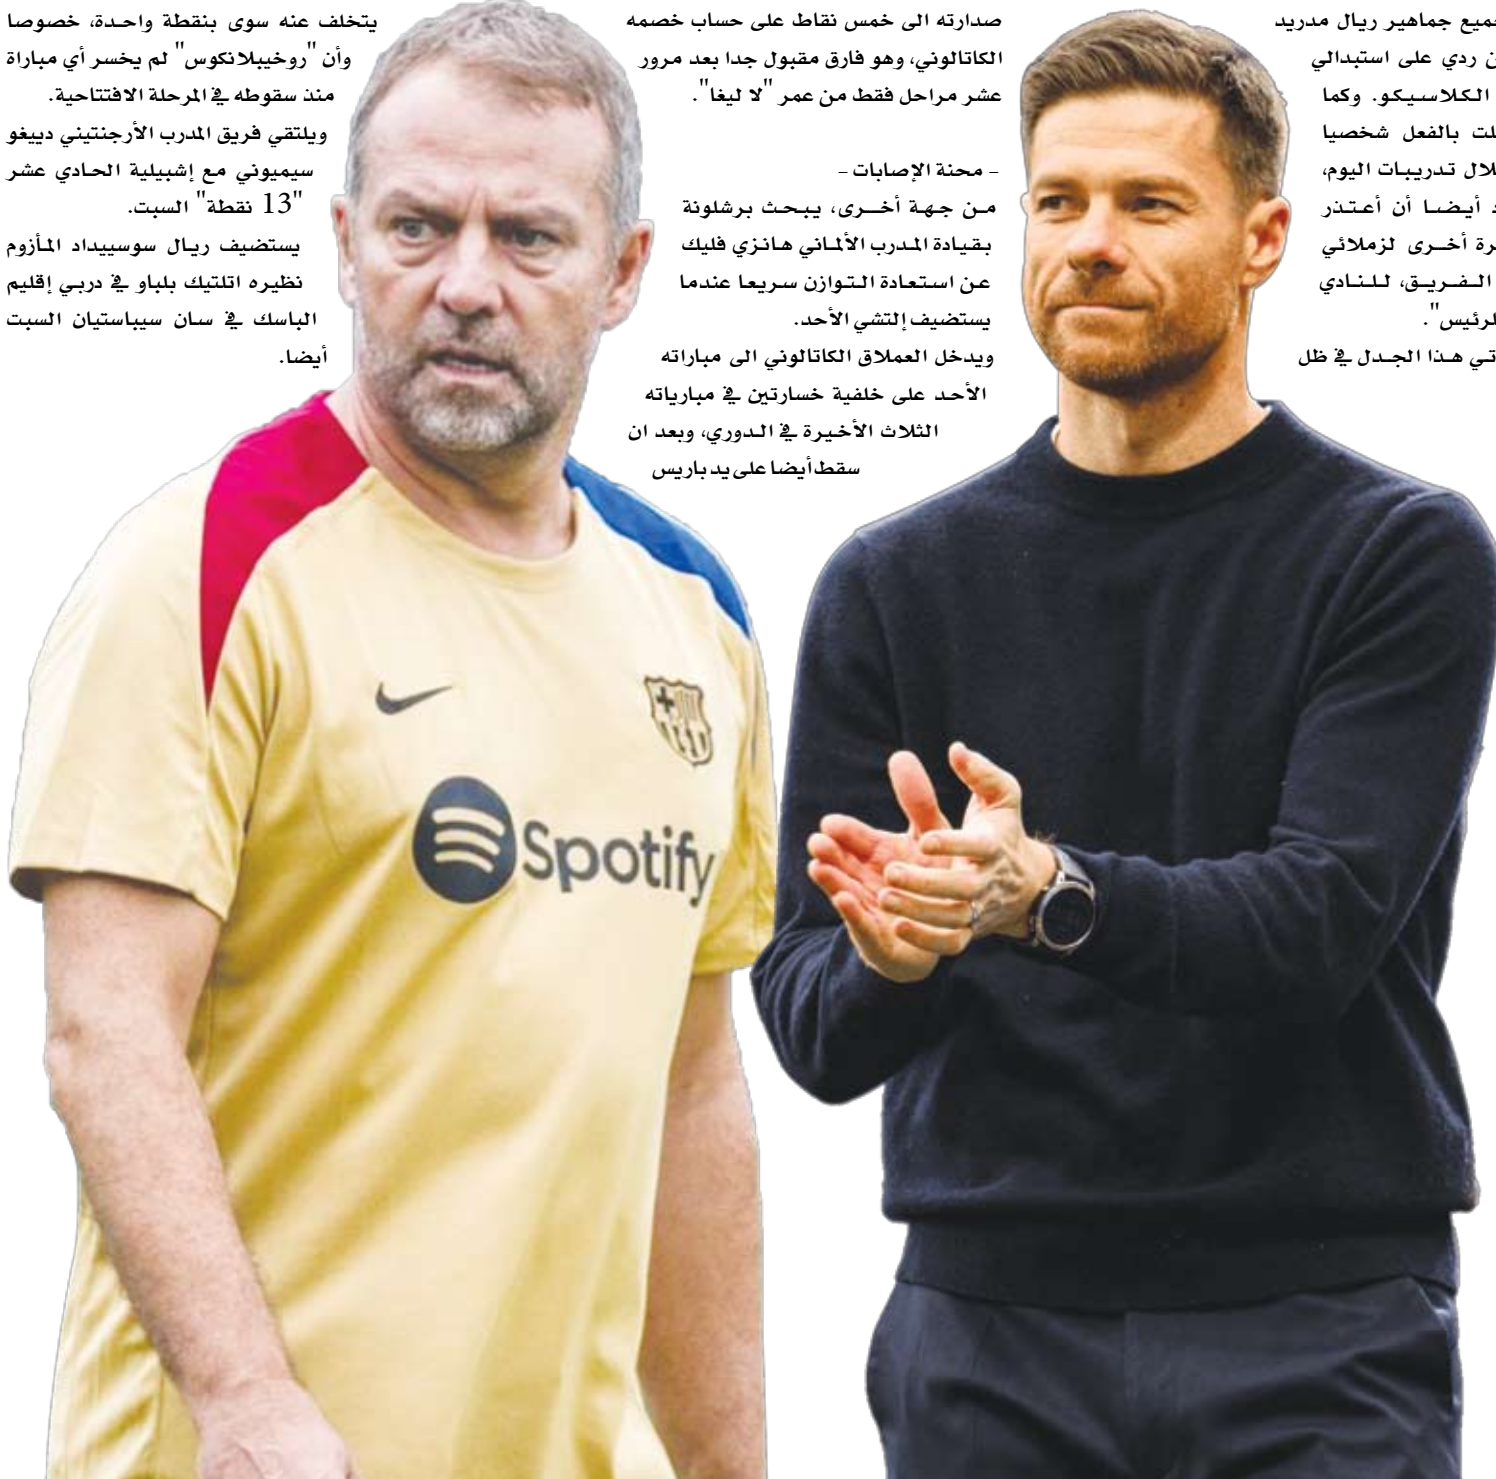 جميع جماهير ريال مدريد
ردي على استبدالي
الكلاسيكو. وكما
بالفعل شخصيا
تدريبات اليوم،
أيضا أن أعتذر
أخرى لزملائي
الفريق، للنادي
هذا الجدل في ظل
صدارته الى خمس نقاط على حساب خصمه
الكاتالوني، وهو فارق مقبول جدا بعد مرور
عشر مراحل فقط من عمر "لا ليغا".
- محنة الإصابات -
من جهة أخرى، يبحث برشلونة
بقيادة المدرب الألماني هانزي فليك
عن استعادة التوازن سريعا عندما
يستضيف إلتشي الأحد.
ويدخل العملاق الكاتالوني الى مباراته
الأحد على خلفية خسارتين في مبارياته
الثلاث الأخيرة في الدوري، وبعد ان
سقط أيضا على يد باريس
يتخلف عنه سوى بنقطة واحدة، خصوصا
وأن "روخيبلانكوس" لم يخسر أي مباراة
منذ سقوطه في المرحلة الافتتاحية.
ويلتقي فريق المدرب الأرجنتيني دييغو
سيميوني مع إشبيلية الحادي عشر
"13 نقطة" السبت.
يستضيف ريال سوسييداد المأزوم
نظيره اتلتيك بلباو في دربي إقليم
الباسك في سان سيباستيان السبت
أيضا.
Spotify